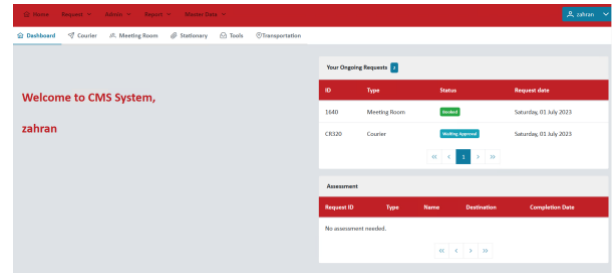 Home Request Admin Report Master Data zahran
Dashboard Courier Meeting Room Stationery Tools Transportation
Welcome to CMS System,
zahran
Your Ongoing Requests
ID Type Status Request date
1640 Meeting Room Booked Saturday, 01 July 2023
CR320 Courier Waiting Approval Saturday, 01 July 2023
« ‹ 1 › »
Assessment
Request ID Type Name Destination Completion Date
No assessment needed.
« ‹ › »